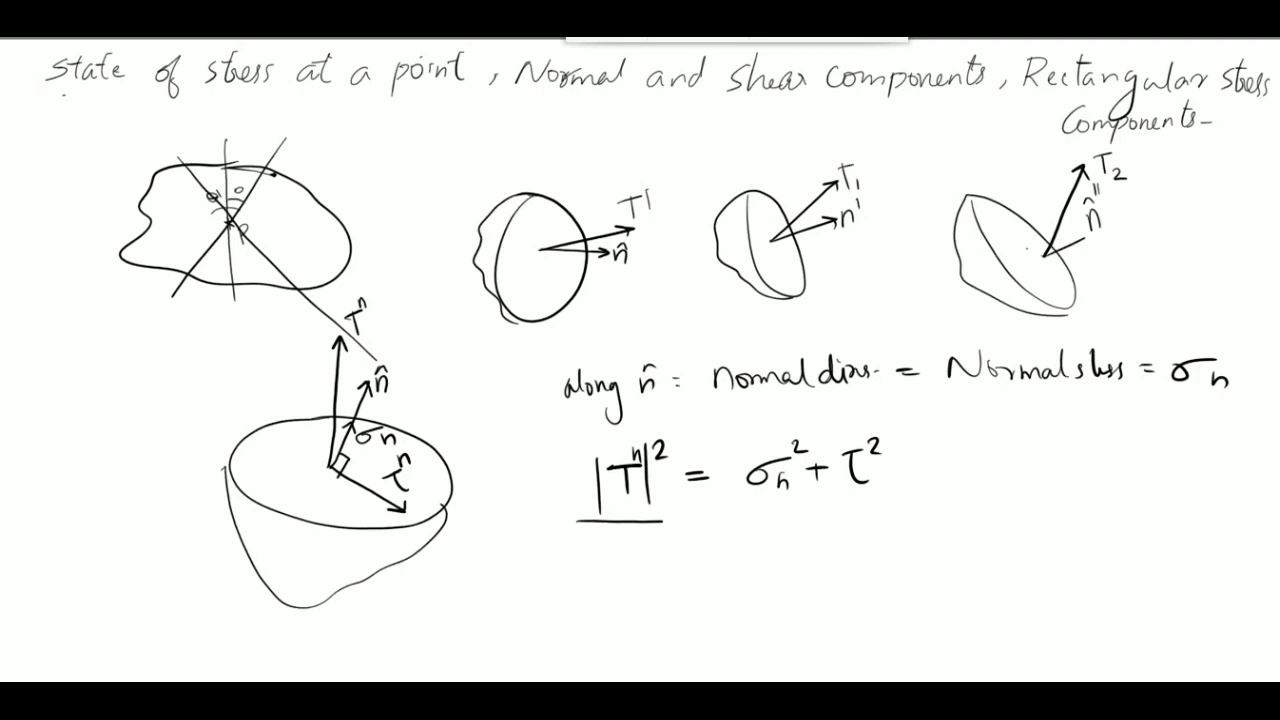 State of stress at a point, Normal and shear components, Rectangular stress
Components-
P
T'
n̂
T₁
n'
T₂
n̂"
Tⁿ
n̂
σn
τⁿ
along n̂ = normal dirⁿ. = Normal stress = σn
|Tⁿ|² = σn² + τ²